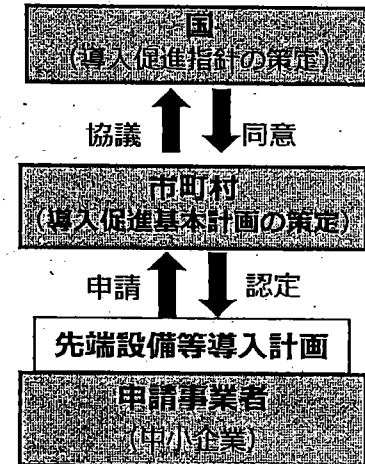 国
(導入促進指針の策定)
協議
同意
市町村
(導入促進基本計画の策定)
申請
認定
先端設備等導入計画
申請事業者
(中小企業)